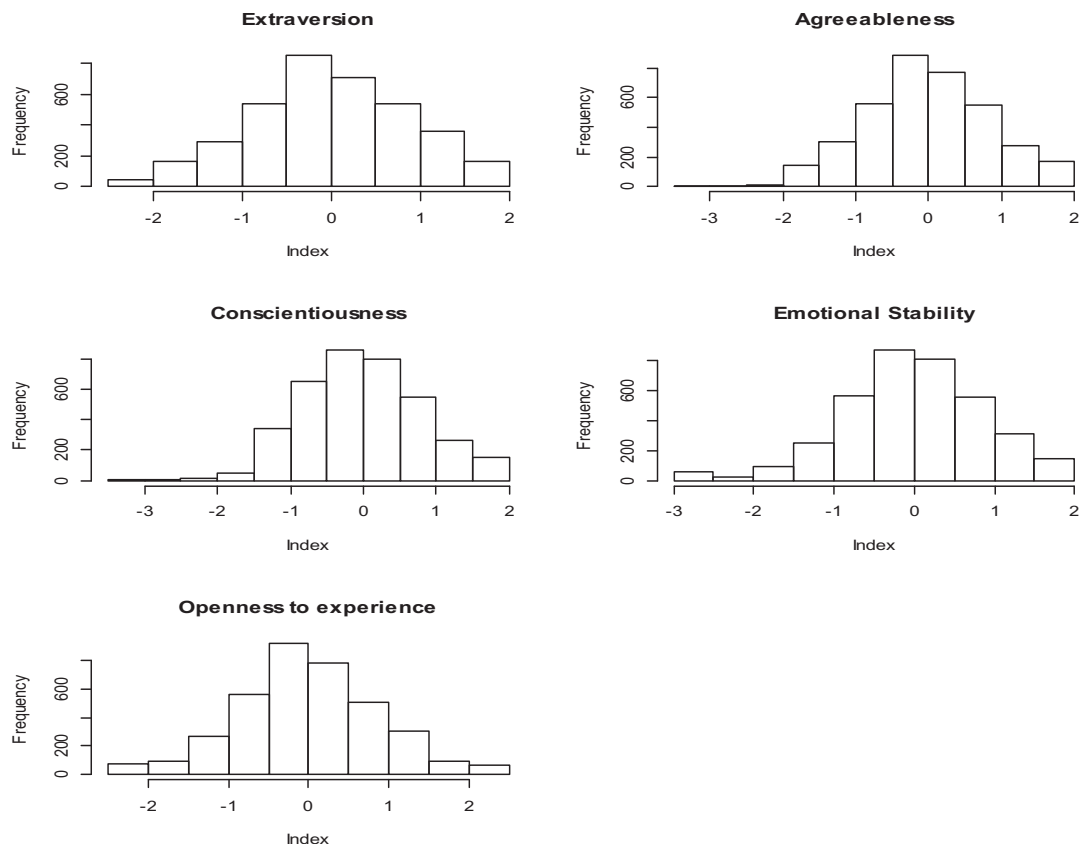 Extraversion
Frequency
600
200
0
-2 -1 0 1 2
Index
Agreeableness
Frequency
600
200
0
-3 -2 -1 0 1 2
Index
Conscientiousness
Frequency
600
200
0
-3 -2 -1 0 1 2
Index
Emotional Stability
Frequency
600
200
0
-3 -2 -1 0 1 2
Index
Openness to experience
Frequency
600
200
0
-2 -1 0 1 2
Index